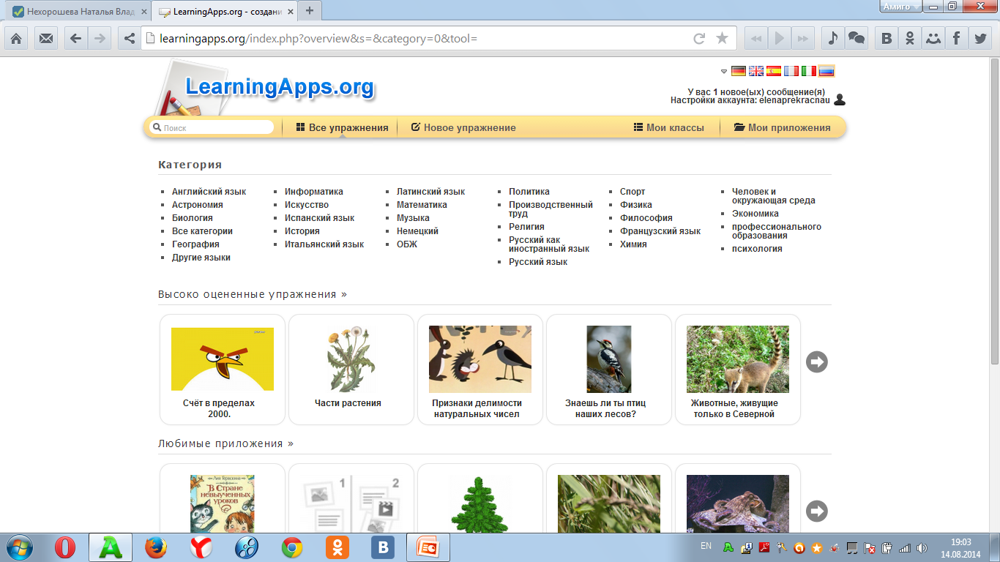 Нехорошева Наталья Влад
LearningApps.org - создани
Амиго
learningapps.org/index.php?overview&s=&category=0&tool=
LearningApps.org
У вас 1 новое(ых) сообщение(я)
Настройки аккаунта: elenaprekracnau
Поиск
Все упражнения
Новое упражнение
Мои классы
Мои приложения
Категория
Английский язык
Астрономия
Биология
Все категории
География
Другие языки
Информатика
Искусство
Испанский язык
История
Итальянский язык
Латинский язык
Математика
Музыка
Немецкий
ОБЖ
Политика
Производственный
труд
Религия
Русский как
иностранный язык
Русский язык
Спорт
Физика
Философия
Французский язык
Химия
Человек и
окружающая среда
Экономика
профессионального
образования
психология
Высоко оцененные упражнения »
Счёт в пределах
2000.
Части растения
Признаки делимости
натуральных чисел
Знаешь ли ты птиц
наших лесов?
Животные, живущие
только в Северной
Любимые приложения »
В Стране
невыученных
уроков
1
2
EN
19:03
14.08.2014